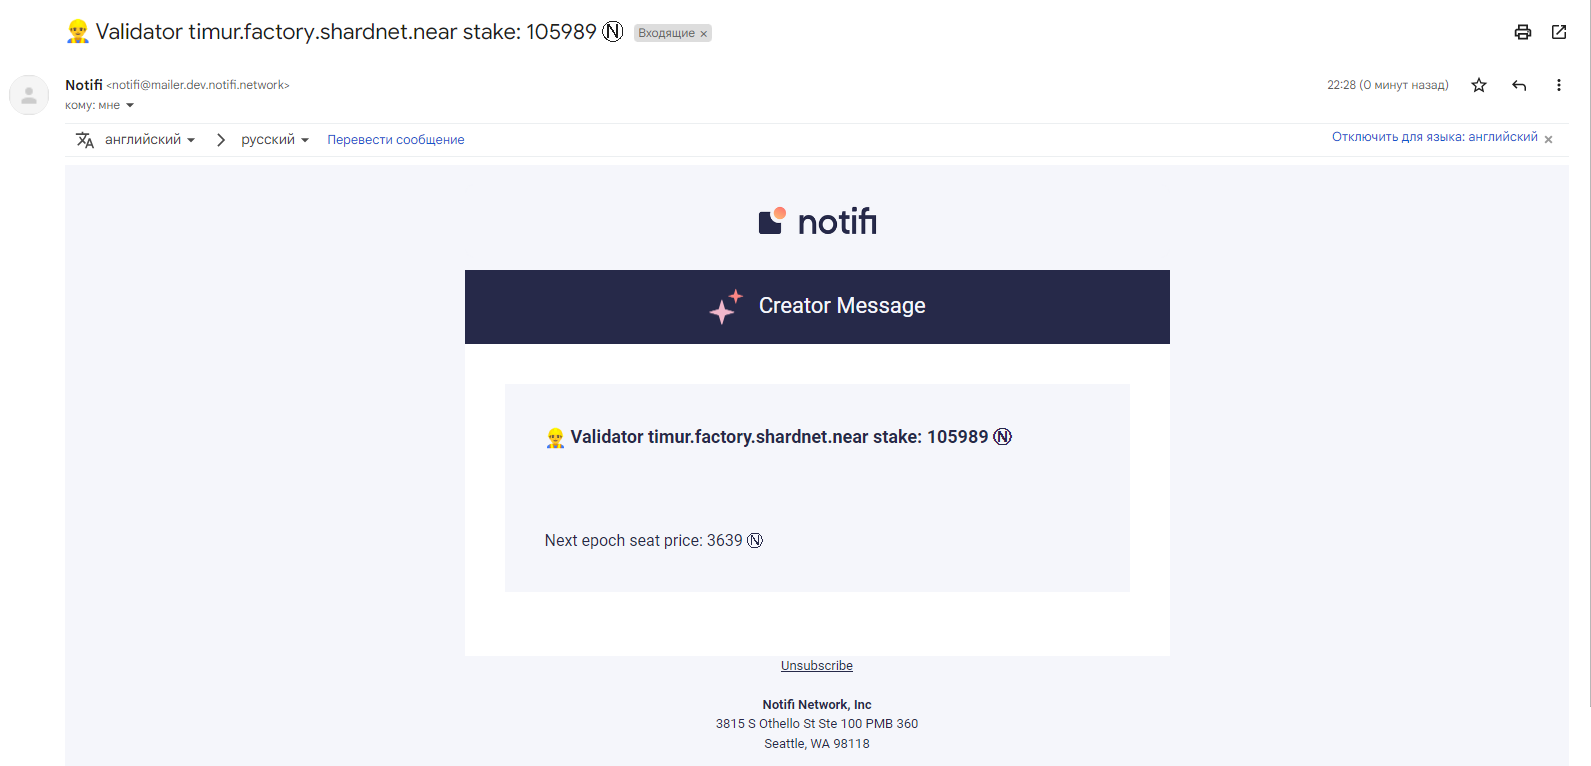 👷‍♂️ Validator timur.factory.shardnet.near stake: 105989 Ⓝ Входящие ×
Notifi <notifi@mailer.dev.notifi.network>
22:28 (0 минут назад)
кому: мне
английский > русский Перевести сообщение
Отключить для языка: английский ×
notifi
Creator Message
👷‍♂️ Validator timur.factory.shardnet.near stake: 105989 Ⓝ
Next epoch seat price: 3639 Ⓝ
Unsubscribe
Notifi Network, Inc
3815 S Othello St Ste 100 PMB 360
Seattle, WA 98118